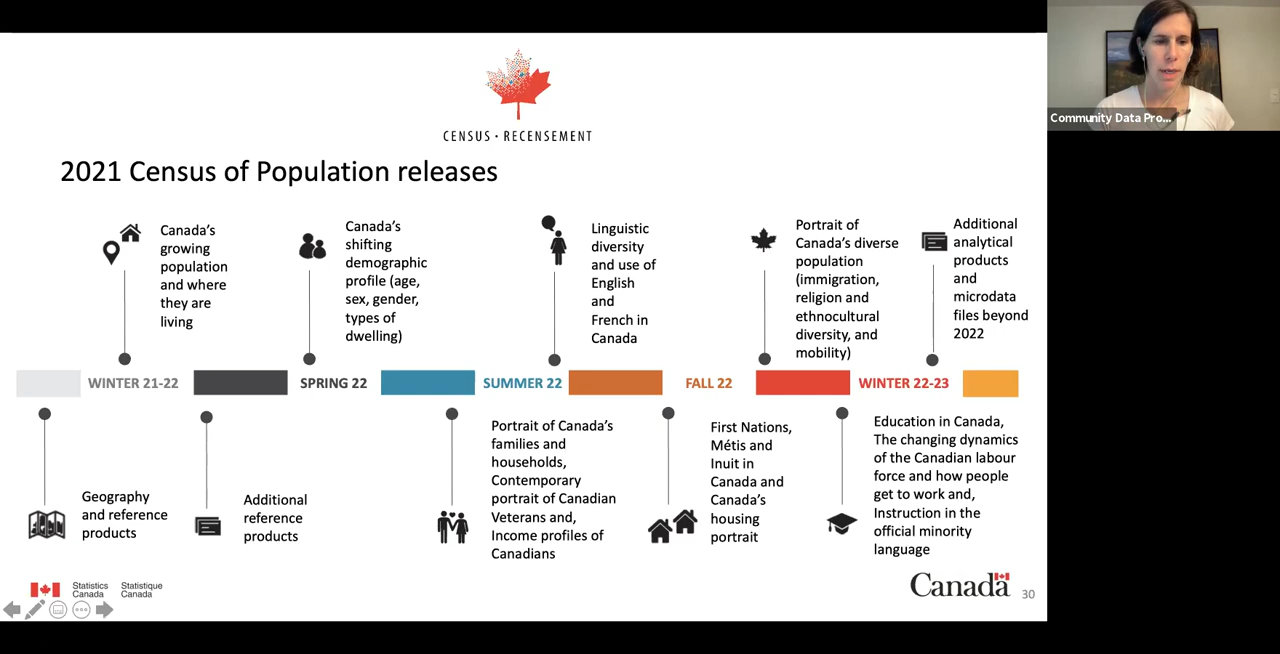 CENSUS · RECENSEMENT
2021 Census of Population releases
Canada's
growing
population
and where
they are
living
Canada's
shifting
demographic
profile (age,
sex, gender,
types of
dwelling)
Linguistic
diversity
and use of
English
and
French in
Canada
Portrait of
Canada's diverse
population
(immigration,
religion and
ethnocultural
diversity, and
mobility)
Additional
analytical
products
and
microdata
files beyond
2022
WINTER 21-22
SPRING 22
SUMMER 22
FALL 22
WINTER 22-23
Geography
and reference
products
Additional
reference
products
Portrait of Canada's
families and
households,
Contemporary
portrait of Canadian
Veterans and,
Income profiles of
Canadians
First Nations,
Métis and
Inuit in
Canada and
Canada's
housing
portrait
Education in Canada,
The changing dynamics
of the Canadian labour
force and how people
get to work and,
Instruction in the
official minority
language
Statistics
Canada
Statistique
Canada
Canada
30
Community Data Pro...